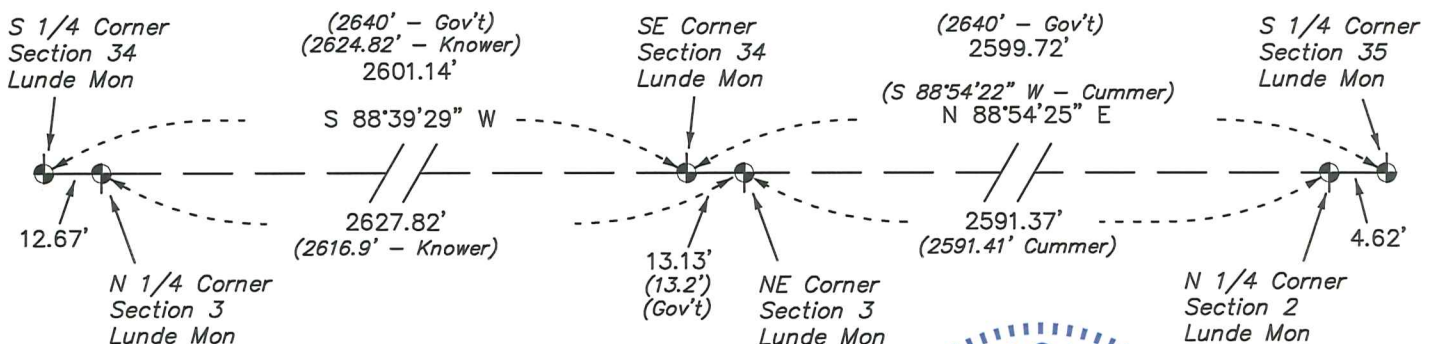 S 1/4 Corner
Section 34
Lunde Mon
(2640' – Gov't)
(2624.82' – Knower)
2601.14'
S 88°39'29" W
SE Corner
Section 34
Lunde Mon
(2640' – Gov't)
2599.72'
(S 88°54'22" W – Cummer)
N 88°54'25" E
S 1/4 Corner
Section 35
Lunde Mon
12.67'
N 1/4 Corner
Section 3
Lunde Mon
2627.82'
(2616.9' – Knower)
13.13'
(13.2')
(Gov't)
NE Corner
Section 3
Lunde Mon
2591.37'
(2591.41' Cummer)
N 1/4 Corner
Section 2
Lunde Mon
4.62'